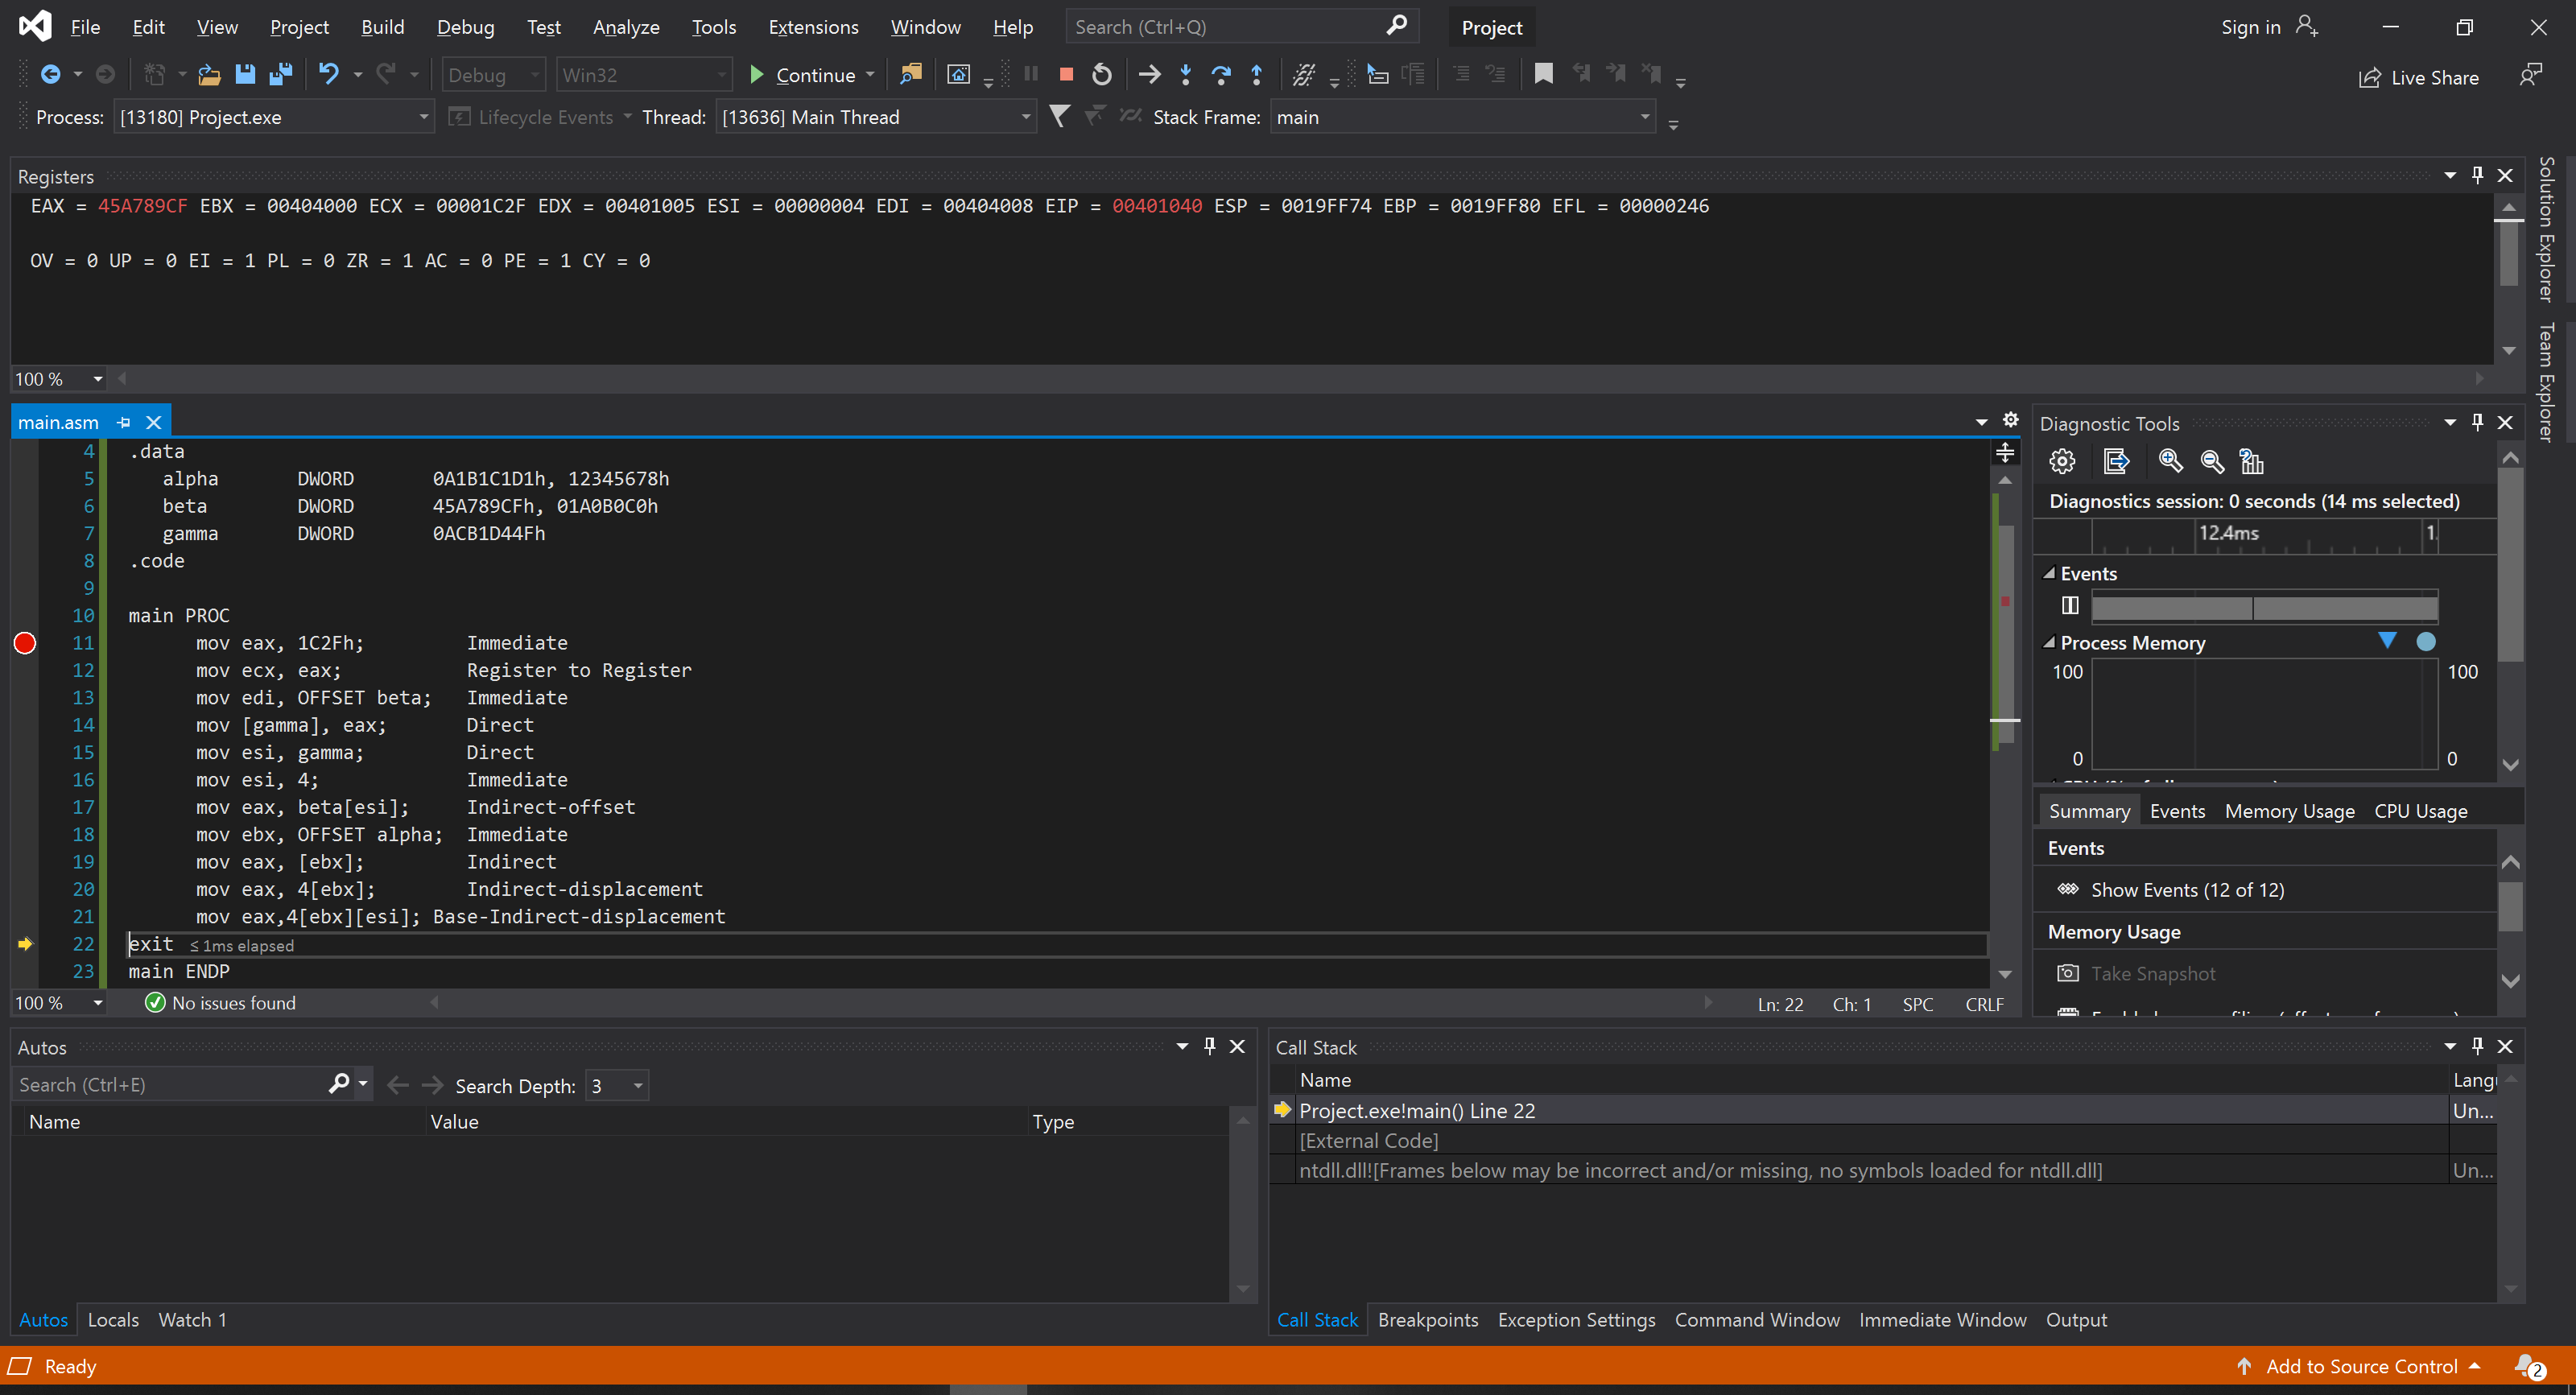 File Edit View Project Build Debug Test Analyze Tools Extensions Window Help Search (Ctrl+Q) Project Sign in
Debug Win32 Continue Live Share
Process: [13180] Project.exe Lifecycle Events Thread: [13636] Main Thread Stack Frame: main
Registers
EAX = 45A789CF EBX = 00404000 ECX = 00001C2F EDX = 00401005 ESI = 00000004 EDI = 00404008 EIP = 00401040 ESP = 0019FF74 EBP = 0019FF80 EFL = 00000246
OV = 0 UP = 0 EI = 1 PL = 0 ZR = 1 AC = 0 PE = 1 CY = 0
100 %
Solution Explorer
Team Explorer
main.asm
4 .data
5 alpha DWORD 0A1B1C1D1h, 12345678h
6 beta DWORD 45A789CFh, 01A0B0C0h
7 gamma DWORD 0ACB1D44Fh
8 .code
9
10 main PROC
11 mov eax, 1C2Fh; Immediate
12 mov ecx, eax; Register to Register
13 mov edi, OFFSET beta; Immediate
14 mov [gamma], eax; Direct
15 mov esi, gamma; Direct
16 mov esi, 4; Immediate
17 mov eax, beta[esi]; Indirect-offset
18 mov ebx, OFFSET alpha; Immediate
19 mov eax, [ebx]; Indirect
20 mov eax, 4[ebx]; Indirect-displacement
21 mov eax,4[ebx][esi]; Base-Indirect-displacement
22 exit ≤ 1ms elapsed
23 main ENDP
100 % No issues found Ln: 22 Ch: 1 SPC CRLF
Diagnostic Tools
Diagnostics session: 0 seconds (14 ms selected)
12.4ms 1.
Events
Process Memory
100 100
0 0
Summary Events Memory Usage CPU Usage
Events
Show Events (12 of 12)
Memory Usage
Take Snapshot
Autos
Search (Ctrl+E) Search Depth: 3
Name Value Type
Autos Locals Watch 1
Call Stack
Name Langu
Project.exe!main() Line 22 Un...
[External Code]
ntdll.dll![Frames below may be incorrect and/or missing, no symbols loaded for ntdll.dll] Un...
Call Stack Breakpoints Exception Settings Command Window Immediate Window Output
Ready Add to Source Control 2